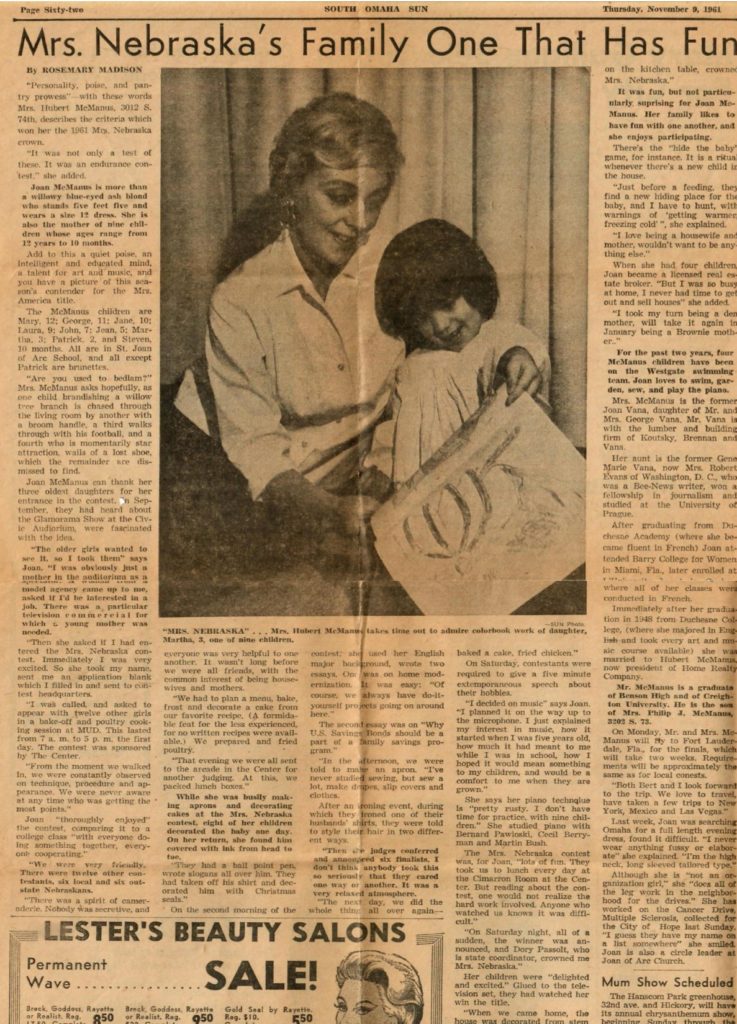 Page Sixty-two
SOUTH OMAHA SUN
Thursday, November 9, 1961
Mrs. Nebraska's Family One That Has Fun
By ROSEMARY MADISON
"Personality, poise, and pan-
try prowess"—with these words
Mrs. Hubert McManus, 3012 S.
74th, describes the criteria which
won her the 1961 Mrs. Nebraska
crown.
"It was not only a test of
these. It was an endurance con-
test," she added.
Joan McManus is more than
a willowy blue-eyed ash blond
who stands five feet five and
wears a size 12 dress. She is
also the mother of nine chil-
dren whose ages range from
12 years to 10 months.
Add to this a quiet poise, an
intelligent and educated mind,
a talent for art and music, and
you have a picture of this sea-
son's contender for the Mrs.
America title.
The McManus children are
Mary, 12; George, 11; Jane, 10;
Laura, 9; John, 7; Joan, 5; Mar-
tha, 3; Patrick, 2, and Steven,
10 months. All are in St. Joan
of Arc School, and all except
Patrick are brunettes.
"Are you used to bedlam?"
Mrs. McManus asks hopefully, as
one child brandishing a willow
tree branch is chased through
the living room by another with
a broom handle, a third walks
through with his football, and a
fourth who is momentarily star
attraction, wails of a lost shoe,
which the remainder are dis-
missed to find.
Joan McManus can thank her
three oldest daughters for her
entrance in the contest. In Sep-
tember, they had heard about
the Glamorama Show at the Civ-
ic Audiorium, were fascinated
with the idea.
"The older girls wanted to
see it, so I took them" says
Joan. "I was obviously just a
mother in the auditorium as a
model agency came up to me,
asked if I'd be interested in a
job. There was a particular
television commercial for
which a young mother was
needed.
"Then she asked if I had en-
tered the Mrs. Nebraska con-
test. Immediately I was very
excited. So she took my name,
sent me an application blank
which I filled in and sent to con-
test headquarters.
"I was called, and asked to
appear with twelve other girls
in a bake-off and poultry cook-
ing session at MUD. This lasted
from 7 a. m. to 5 p. m, the first
day. The contest was sponsored
by The Center.
"From the moment we walked
in, we were constantly observed
on technique, procedure and ap-
pearance. We were never aware
at any time who was getting the
most points."
Joan "thoroughly enjoyed"
the contest, comparing it to a
college class "with everyone do-
ing something together, every-
one cooperating."
"We were very friendly.
There were twelve other con-
testants, six local and six out-
state Nebraskans.
"There was a spirit of camer-
aderie. Nobody was secretive, and
—SUN Photo.
"MRS. NEBRASKA" . . . Mrs. Hubert McManus takes time out to admire colorbook work of daughter,
Martha, 3, one of nine children.
everyone was very helpful to one
another. It wasn't long before
we were all friends, with the
common interest of being house-
wives and mothers.
"We had to plan a menu, bake,
frost and decorate a cake from
our favorite recipe, (A formida-
ble feat for the less experienced,
for no written recipes were avail-
able.) We prepared and fried
poultry.
"That evening we were all sent
to the arcade in the Center for
another judging. At this, we
packed lunch boxes."
While she was busily mak-
ing aprons and decorating
cakes at the Mrs. Nebraska
contest, eight of her children
decorated the baby one day.
On her return, she found him
covered with ink from head to
toe.
"They had a ball point pen,
wrote slogans all over him. They
had taken off his shirt and dec-
orated him with Christmas
seals."
On the second morning of the
contest, she used her English
major background, wrote two
essays. One was on home mod-
ernization. It was easy: "Of
course, we always have do-it-
yourself projects going on around
here."
The second essay was on "Why
U.S. Savings Bonds should be a
part of a family savings pro-
gram."
"In the afternoon, we were
told to make an apron. "I've
never studied sewing, but sew a
lot, make drapes, slip covers and
clothes.
After an ironing event, during
which they ironed one of their
husbands' shirts, they were told
to style their hair in two differ-
ent ways.
"Then the judges conferred
and announced six finalists. I
don't think anybody took this
so seriously that they cared
one way or another. It was a
very relaxed atmosphere.
"The next day, we did the
whole thing all over again—
baked a cake, fried chicken."
On Saturday, contestants were
required to give a five minute
extemporaneous speech about
their hobbies.
"I decided on music" says Joan.
"I planned it on the way up to
the microphone. I just explained
my interest in music, how it
started when I was five years old,
how much it had meant to me
while I was in school, how I
hoped it would mean something
to my children, and would be a
comfort to me when they are
grown."
She says her piano technique
is "pretty rusty. I don't have
time for practice, with nine chil-
dren." She studied piano with
Bernard Pawloski, Cecil Berry-
man and Martin Bush.
The Mrs. Nebraska contest
was, for Joan, "lots of fun. They
took us to lunch every day at
the Cimarron Room at the Cen-
ter. But reading about the con-
test, one would not realize the
hard work involved. Anyone who
watched us knows it was diffi-
cult."
"On Saturday night, all of a
sudden, the winner was an-
nounced, and Dory Passolt, who
is state coordinator, crowned me
Mrs. Nebraska."
Her children were "delighted
and excited." Glued to the tele-
vision set, they had watched her
win the title.
"When we came home, the
house was decorated from stem
on the kitchen table, crowned
Mrs. Nebraska."
It was fun, but not particu-
ularly suprising for Joan Mc-
Manus. Her family likes to
have fun with one another, and
she enjoys participating.
There's the "hide the baby"
game, for instance. It is a ritual
whenever there's a new child in
the house.
"Just before a feeding, they
find a new hiding place for the
baby, and I have to hunt, with
warnings of 'getting warmer,
freezing cold' ", she explained.
"I love being a housewife and
mother, wouldn't want to be any-
thing else."
When she had four children,
Joan became a licensed real es-
tate broker. "But I was so busy
at home, I never had time to get
out and sell houses" she added.
"I took my turn being a den
mother, will take it again in
January being a Brownie moth-
er."
For the past two years, four
McManus children have been
on the Westgate swimming
team. Joan loves to swim, gar-
den, sew, and play the piano.
Mrs. McManus is the former
Joan Vana, daughter of Mr. and
Mrs. George Vana. Mr. Vana is
with the lumber and building
firm of Koutsky, Brennan and
Vana.
Her aunt is the former Gene
Marie Vana, now Mrs. Robert
Evans of Washington, D. C., who
was a Bee-News writer, won a
fellowship in journalism and
studied at the University of
Prague.
After graduating from Du-
chesne Academy (where she be-
came fluent in French) Joan at-
tended Barry College for Women
in Miami, Fla., later enrolled at
where all of her classes were
conducted in French.
Immediately after her gradua-
tion in 1948 from Duchesne Col-
lege, (where she majored in Eng-
lish and took every art and mu-
sic course available) she was
married to Hubert McManus,
now president of Home Realty
Company.
Mr. McManus is a graduate
of Benson High and of Creigh-
ton University. He is the son
of Mrs. Philip J. McManus,
3202 S. 73.
On Monday, Mr. and Mrs. Mc-
Manus will fly to Fort Lauder-
dale, Fla., for the finals, which
will take two weeks. Require-
ments will be approximately the
same as for local conests.
"Both Bert and I look forward
to the trip. We love to travel,
have taken a few trips to New
York, Mexico and Las Vegas."
Last week, Joan was searching
Omaha for a full length evening
dress, found it difficult. "I never
wear anything fussy or elabor-
ate" she explained. "I'm the high
neck, long sleeved tailored type."
Although she is "not an or-
ganization girl," she "does all of
the leg work in the neighbor-
hood for the drives." She has
worked on the Cancer Drive,
Multiple Sclerosis, collected for
the City of Hope last Sunday.
"I guess they have my name on
a list somewhere" she smiled.
Joan is also a circle leader at
Joan of Arc Church.
Mum Show Scheduled
The Hanscom Park greenhouse,
32nd ave. and Hickory, will have
its annual chrysanthemum show,
LESTER'S BEAUTY SALONS
Permanent
Wave .............. SALE!
Breck, Goddess, Rayette
or Realist. Reg. 8.50
Breck, Goddess, Rayette
or Realist. Reg. 9.50
Gold Seal by Rayette.
Reg. $10. 5.50